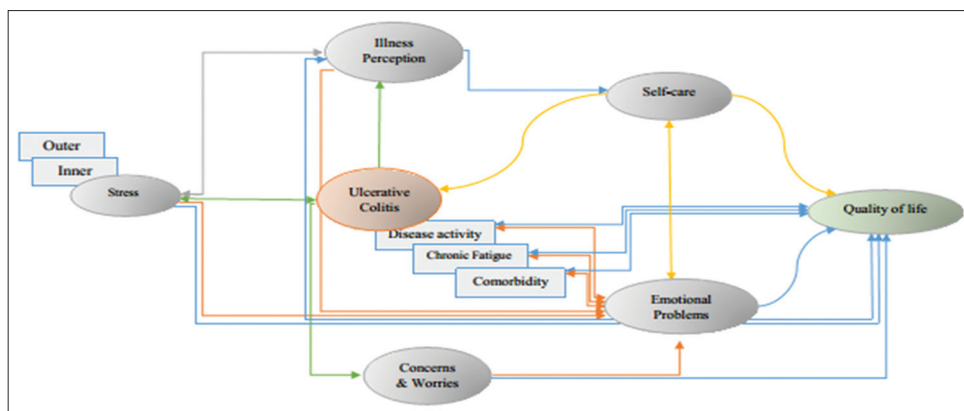 Illness
Perception
Self-care
Outer
Inner
Stress
Ulcerative
Colitis
Quality of life
Disease activity
Chronic Fatigue
Comorbidity
Emotional
Problems
Concerns
& Worries